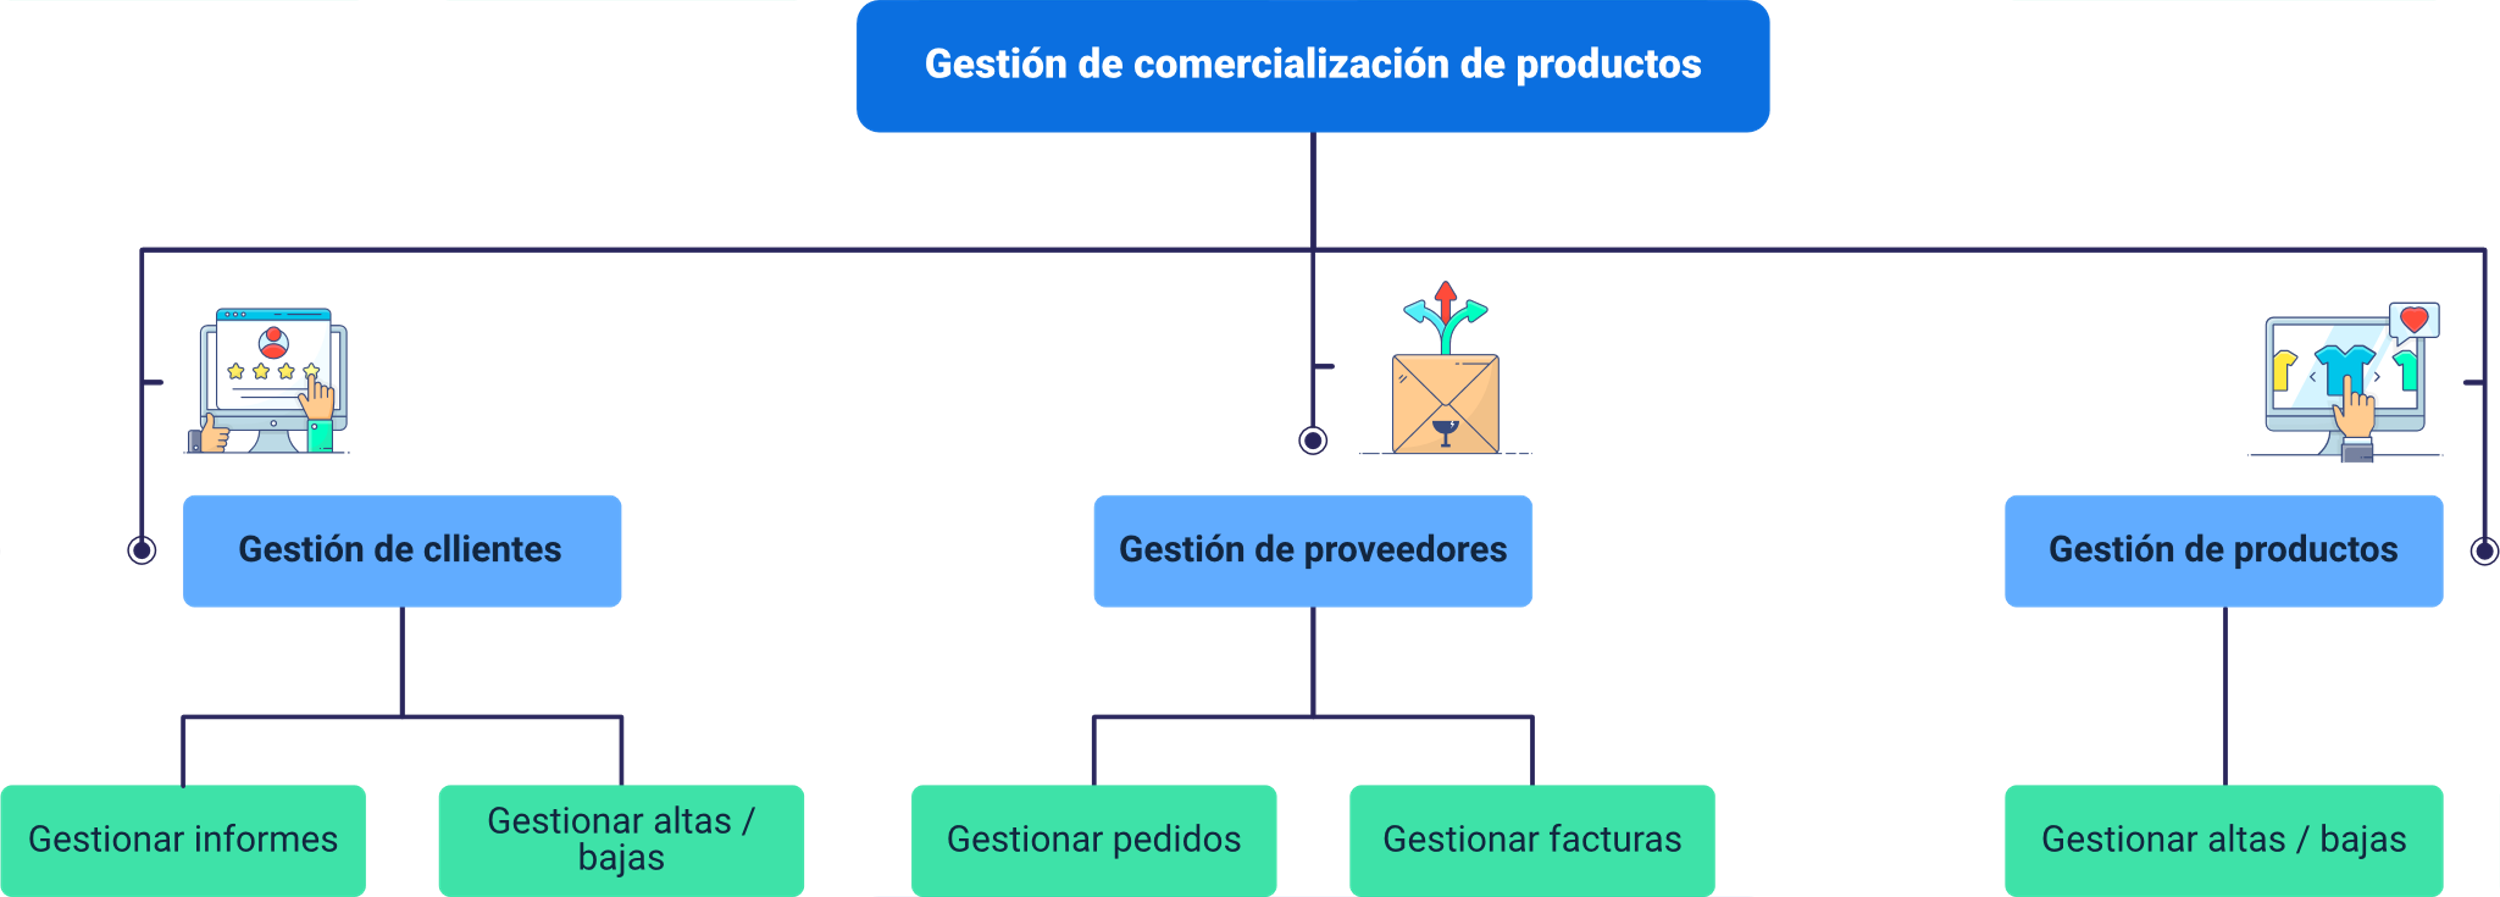 Gestión de comercialización de productos
Gestión de cllientes
Gestión de proveedores
Gestión de productos
Gestionar informes
Gestionar altas /
bajas
Gestionar pedidos
Gestionar facturas
Gestionar altas / bajas